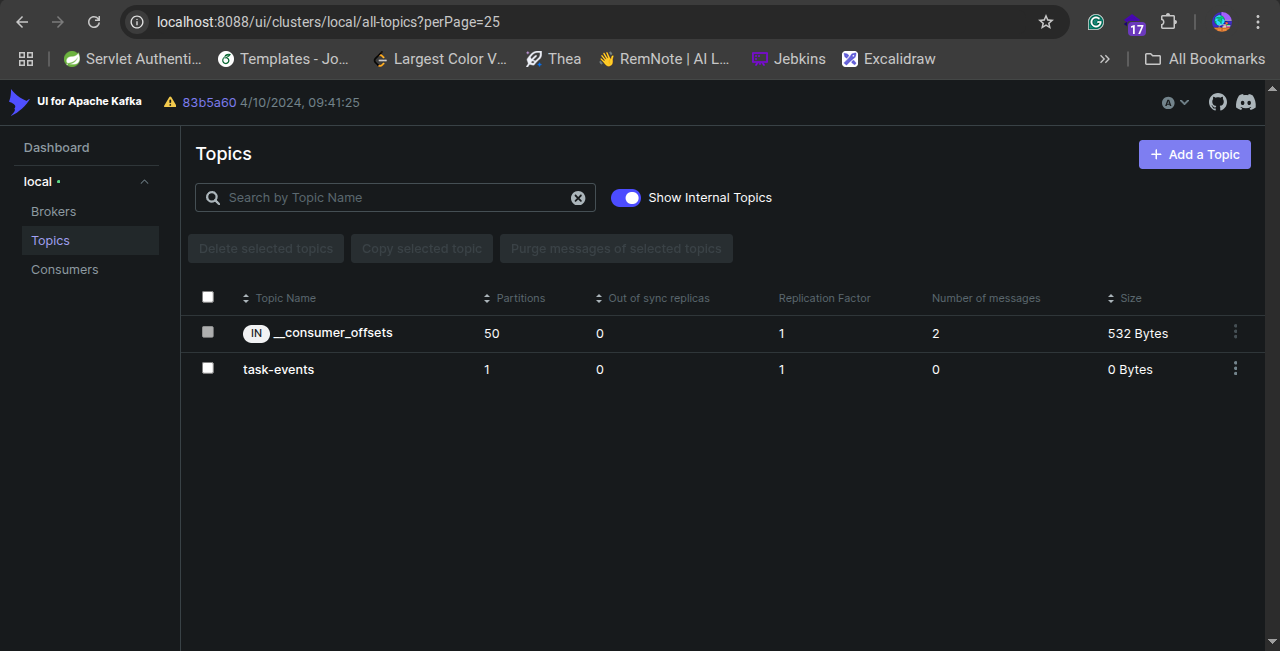 localhost:8088/ui/clusters/local/all-topics?perPage=25
17
Servlet Authenti... Templates - Jo... Largest Color V... Thea RemNote | AI L... Jebkins Excalidraw » All Bookmarks
UI for Apache Kafka 83b5a60 4/10/2024, 09:41:25 A
Dashboard
local
Brokers
Topics
Consumers
Topics
+ Add a Topic
Search by Topic Name Show Internal Topics
Delete selected topics Copy selected topic Purge messages of selected topics
Topic Name Partitions Out of sync replicas Replication Factor Number of messages Size
IN __consumer_offsets 50 0 1 2 532 Bytes
task-events 1 0 1 0 0 Bytes